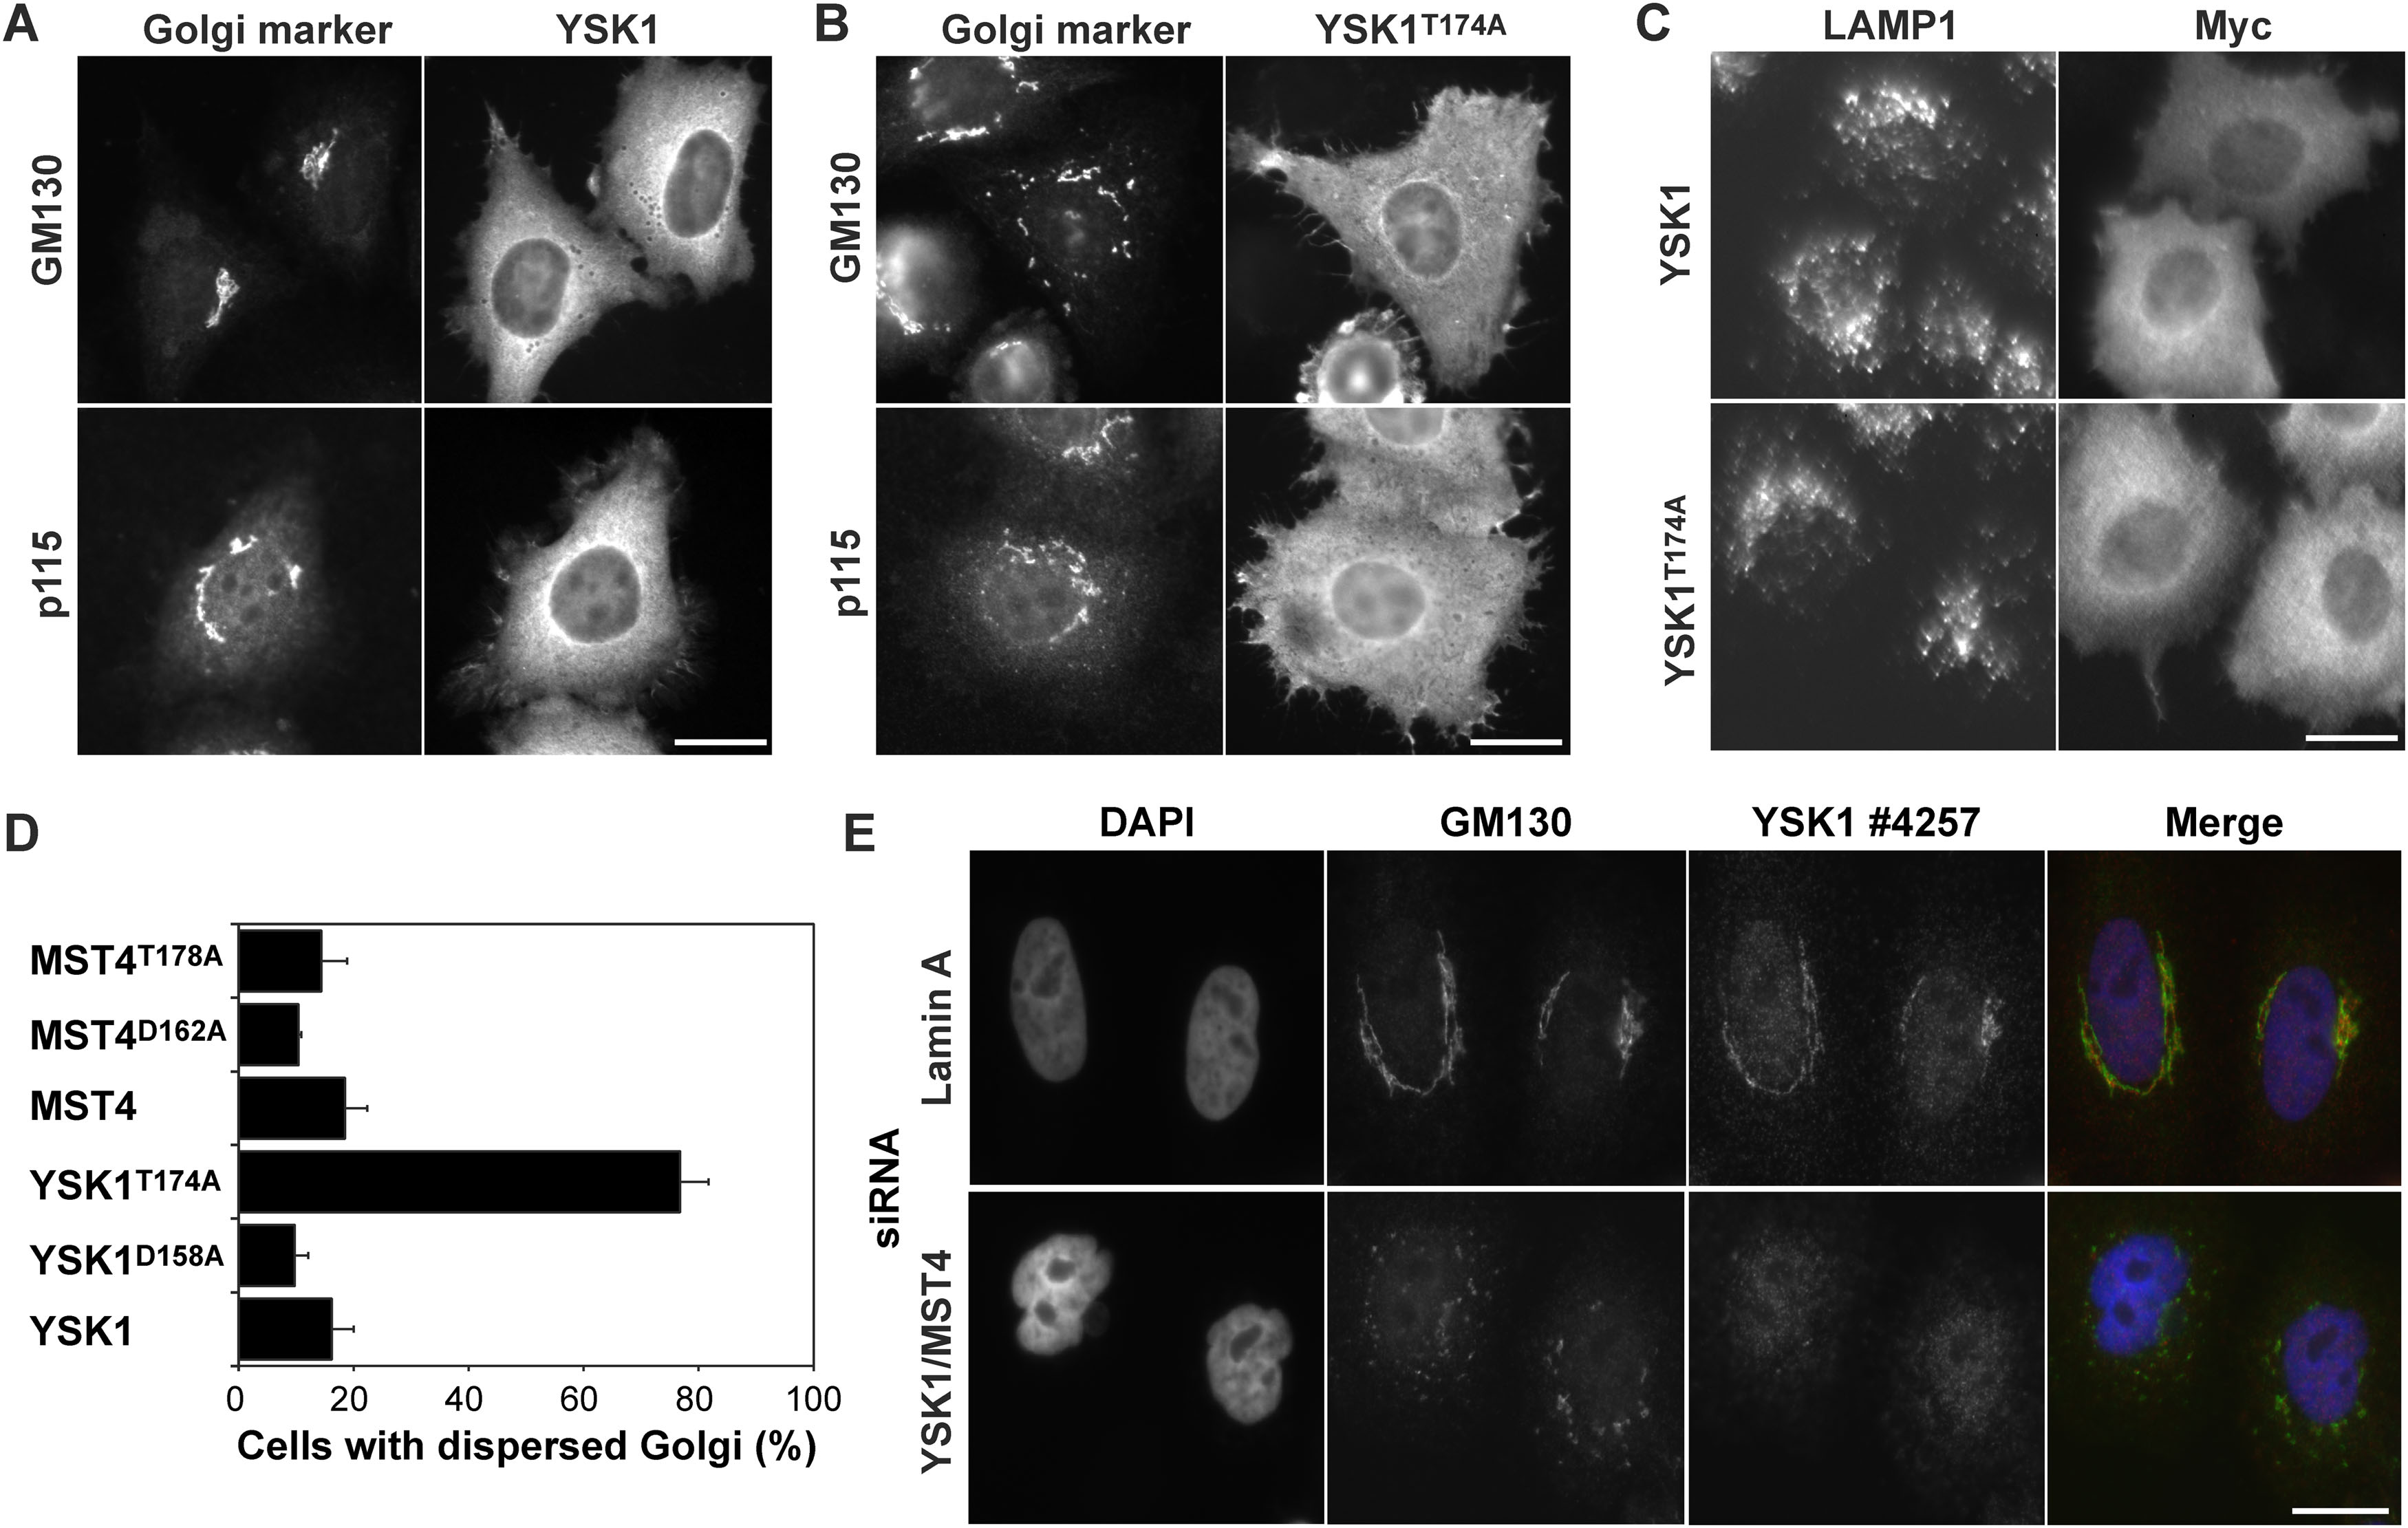 A
Golgi marker
YSK1
GM130
p115
B
Golgi marker
YSK1T174A
GM130
p115
C
LAMP1
Myc
YSK1
YSK1T174A
D
MST4T178A
MST4D162A
MST4
YSK1T174A
YSK1D158A
YSK1
0 20 40 60 80 100
Cells with dispersed Golgi (%)
E
DAPI
GM130
YSK1 #4257
Merge
siRNA
Lamin A
YSK1/MST4